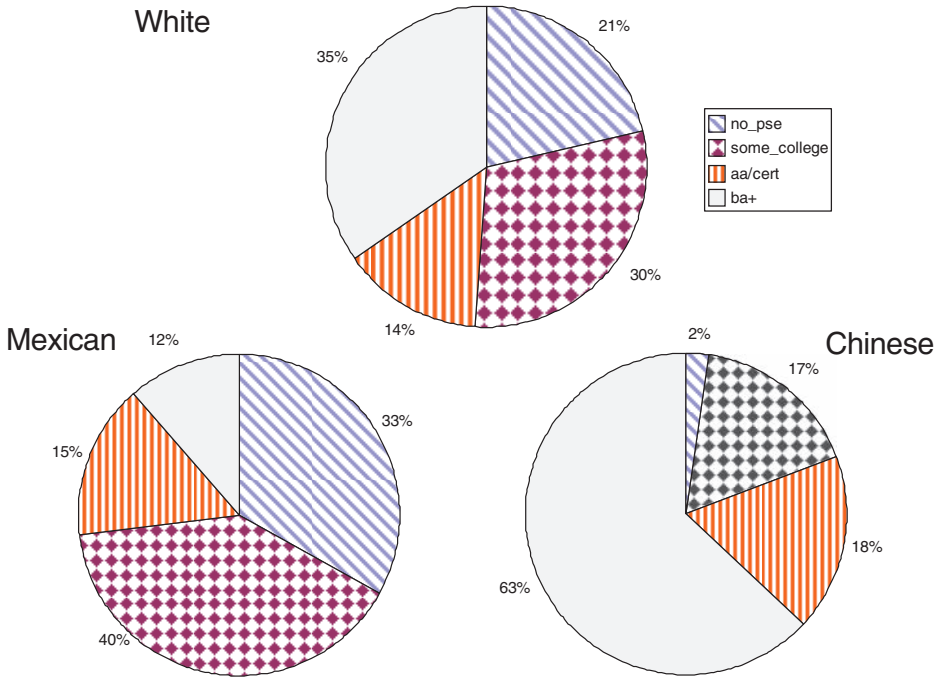 White
35%
21%
no_pse
some_college
aa/cert
ba+
30%
14%
Mexican
12%
33%
15%
40%
2%
Chinese
17%
18%
63%